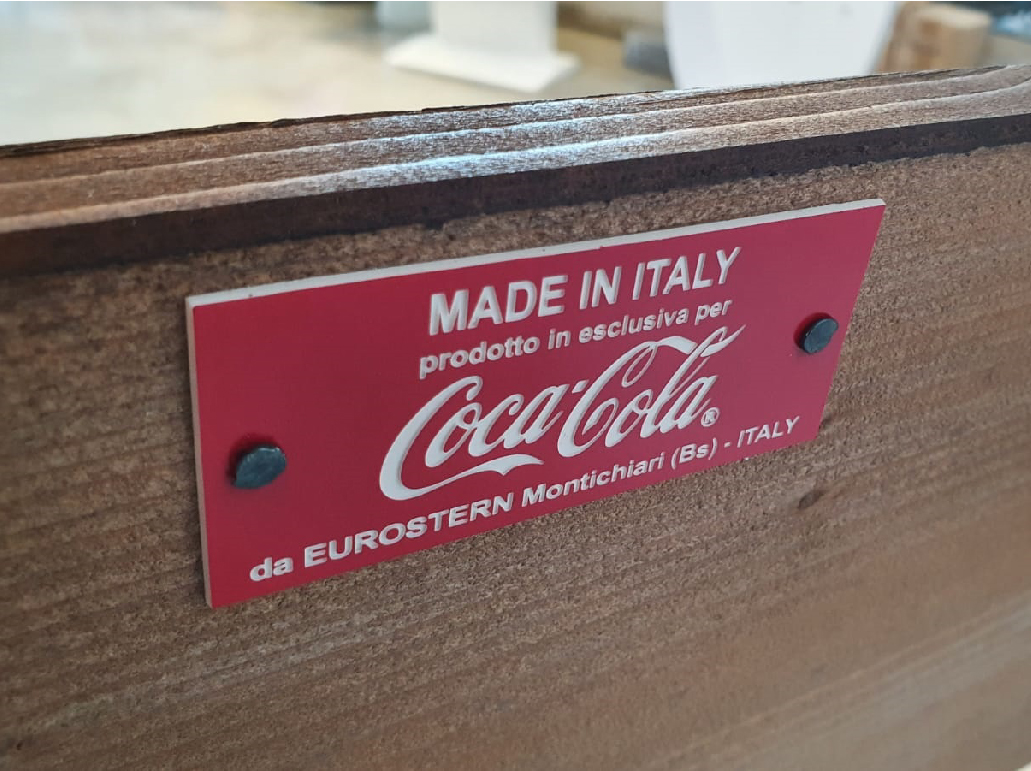 MADE IN ITALY
prodotto in esclusiva per
Coca-Cola®
da EUROSTERN Montichiari (Bs) - ITALY